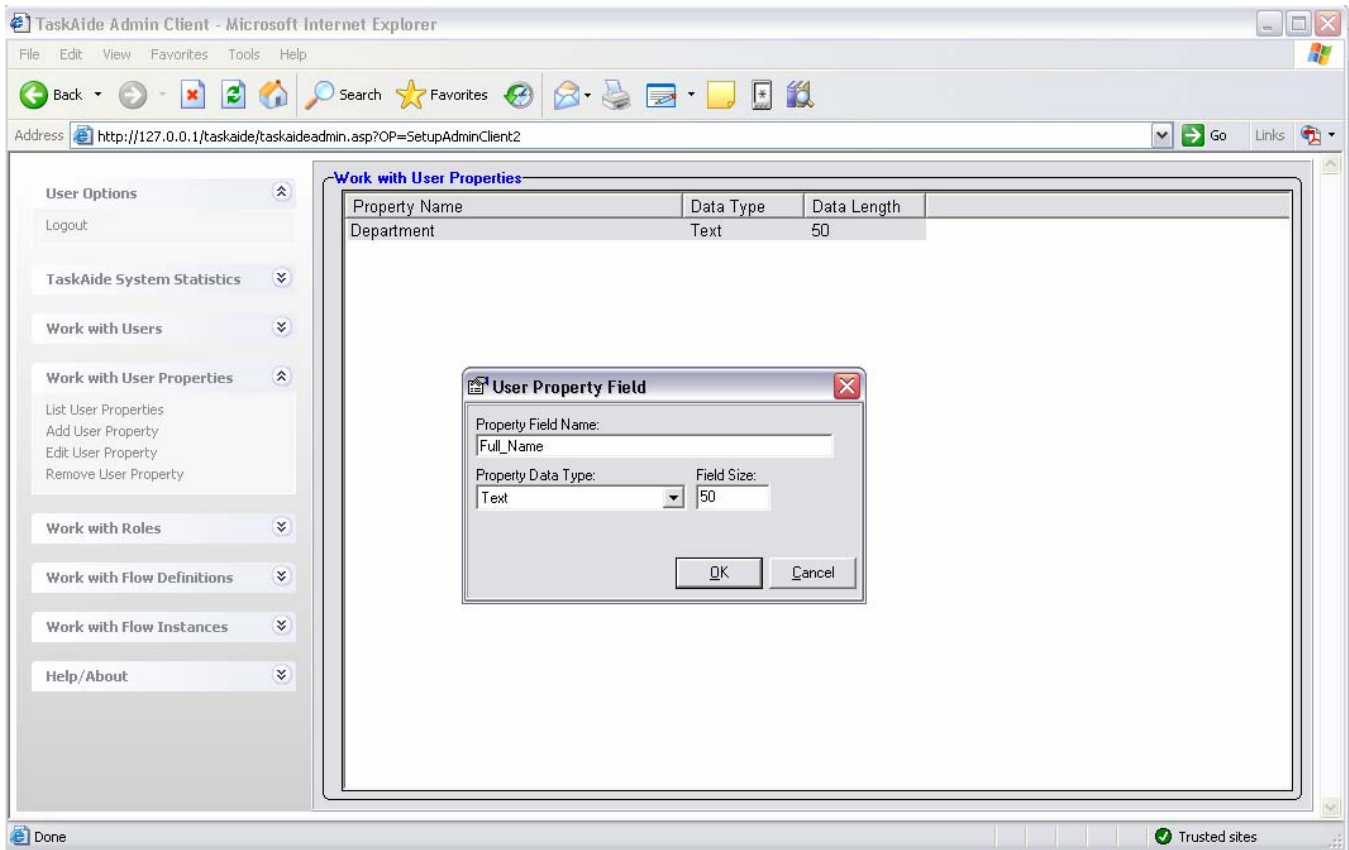 TaskAide Admin Client - Microsoft Internet Explorer
File Edit View Favorites Tools Help
Back Search Favorites
Address http://127.0.0.1/taskaide/taskaideadmin.asp?OP=SetupAdminClient2 Go Links
User Options
Logout
TaskAide System Statistics
Work with Users
Work with User Properties
List User Properties
Add User Property
Edit User Property
Remove User Property
Work with Roles
Work with Flow Definitions
Work with Flow Instances
Help/About
Work with User Properties
Property Name Data Type Data Length
Department Text 50
User Property Field
Property Field Name:
Full_Name
Property Data Type: Field Size:
Text 50
OK Cancel
Done Trusted sites